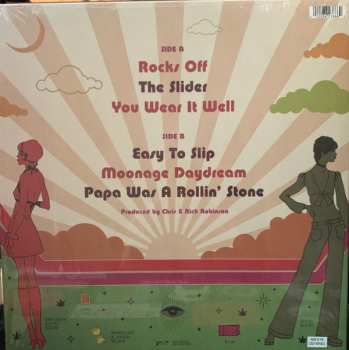 SIDE A
Rocks Off
The Slider
You Wear It Well
SIDE B
Easy To Slip
Moonage Daydream
Papa Was A Rollin' Stone
Produced by Chris & Rich Robinson